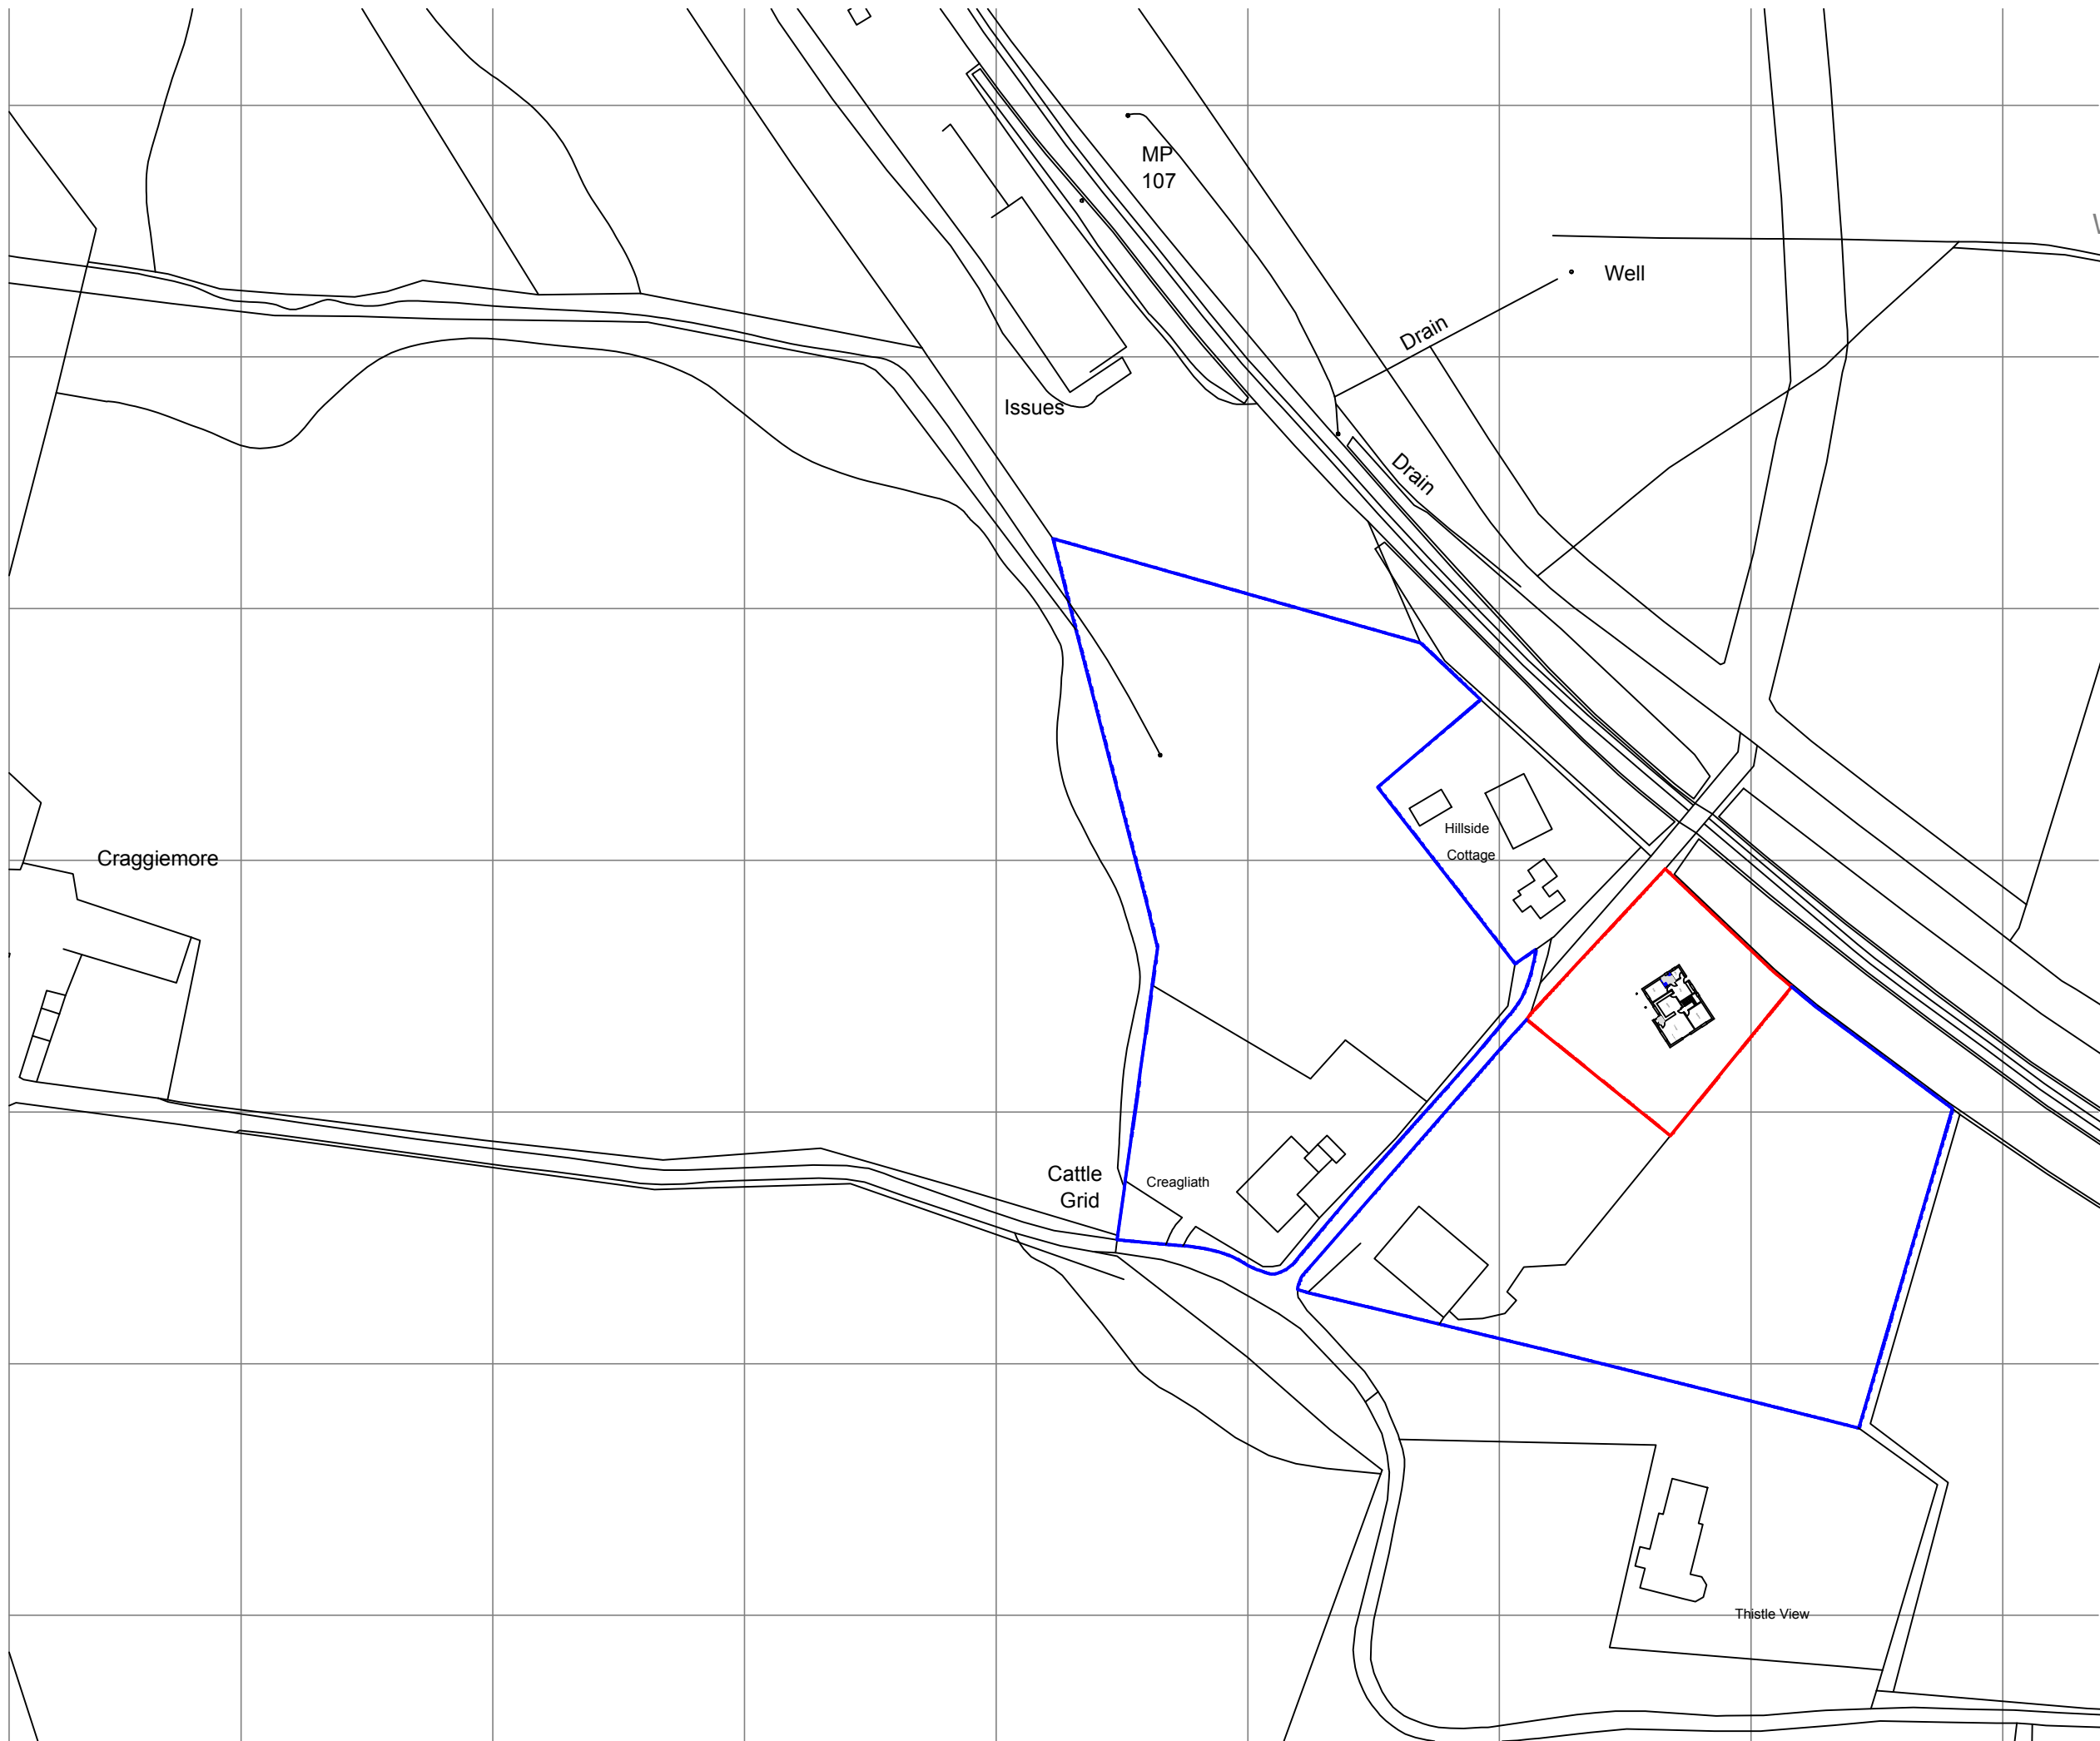 MP
107
Well
Drain
Issues
Drain
Hillside
Cottage
Craggiemore
Cattle
Grid
Creagliath
Thistle View